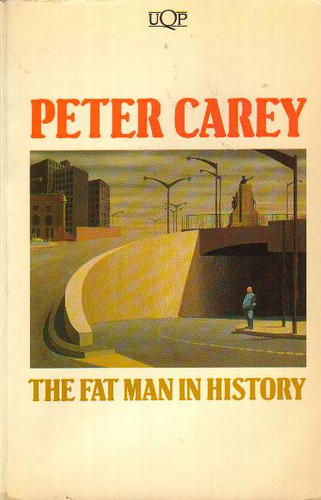 UQP
PETER CAREY
THE FAT MAN IN HISTORY